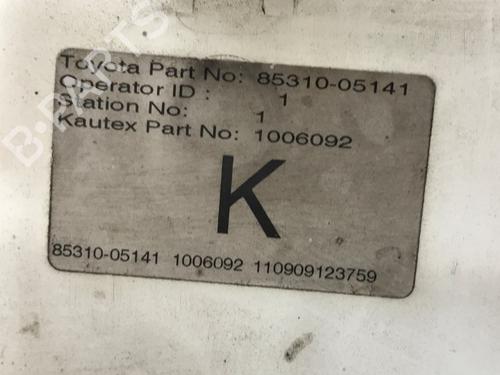 Toyota Part No: 85310-05141
Operator ID : 1
Station No: 1
Kautex Part No: 1006092
K
85310-05141 1006092 110909123759
B-PARTS